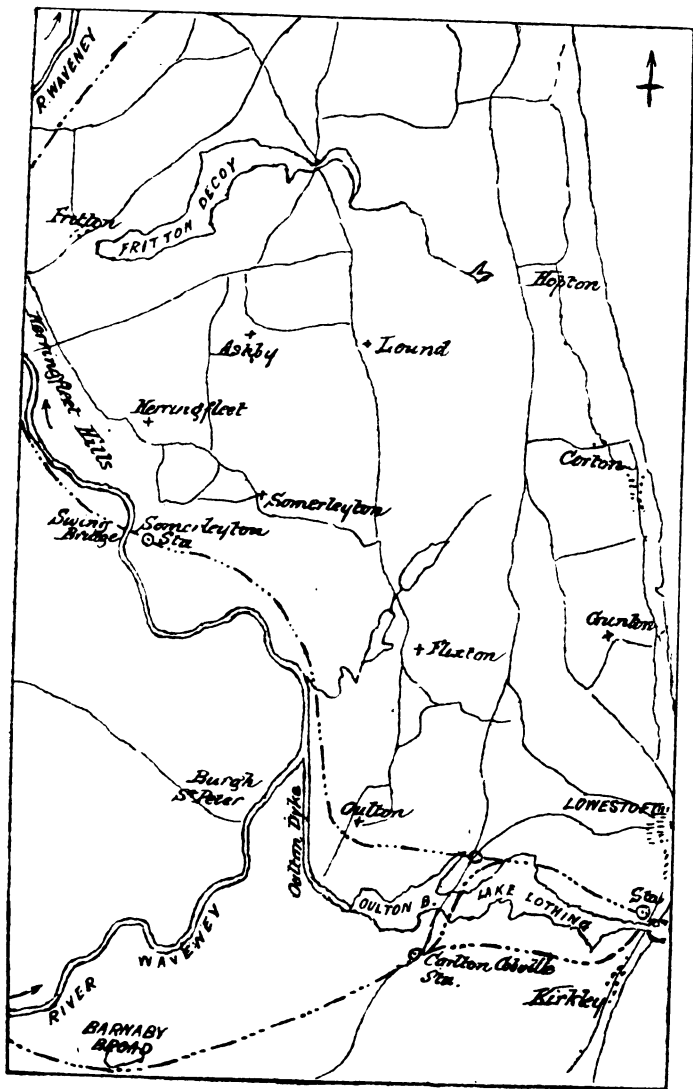 R. WAVENEY
FRITTON DECOY
Fritton
Hopton
Herringfleet Hills
Ashby
Lound
Herringfleet
Corton
Somerleyton
Swing
Bridge
Somerleyton
Sta
Gunton
Flixton
Burgh
St Peter
Oulton Dyke
Oulton
LOWESTOFT
OULTON B.
LAKE LOTHING
Sta
Carlton Colville
Sta.
Kirkley
RIVER WAVENEY
BARNABY
BROAD